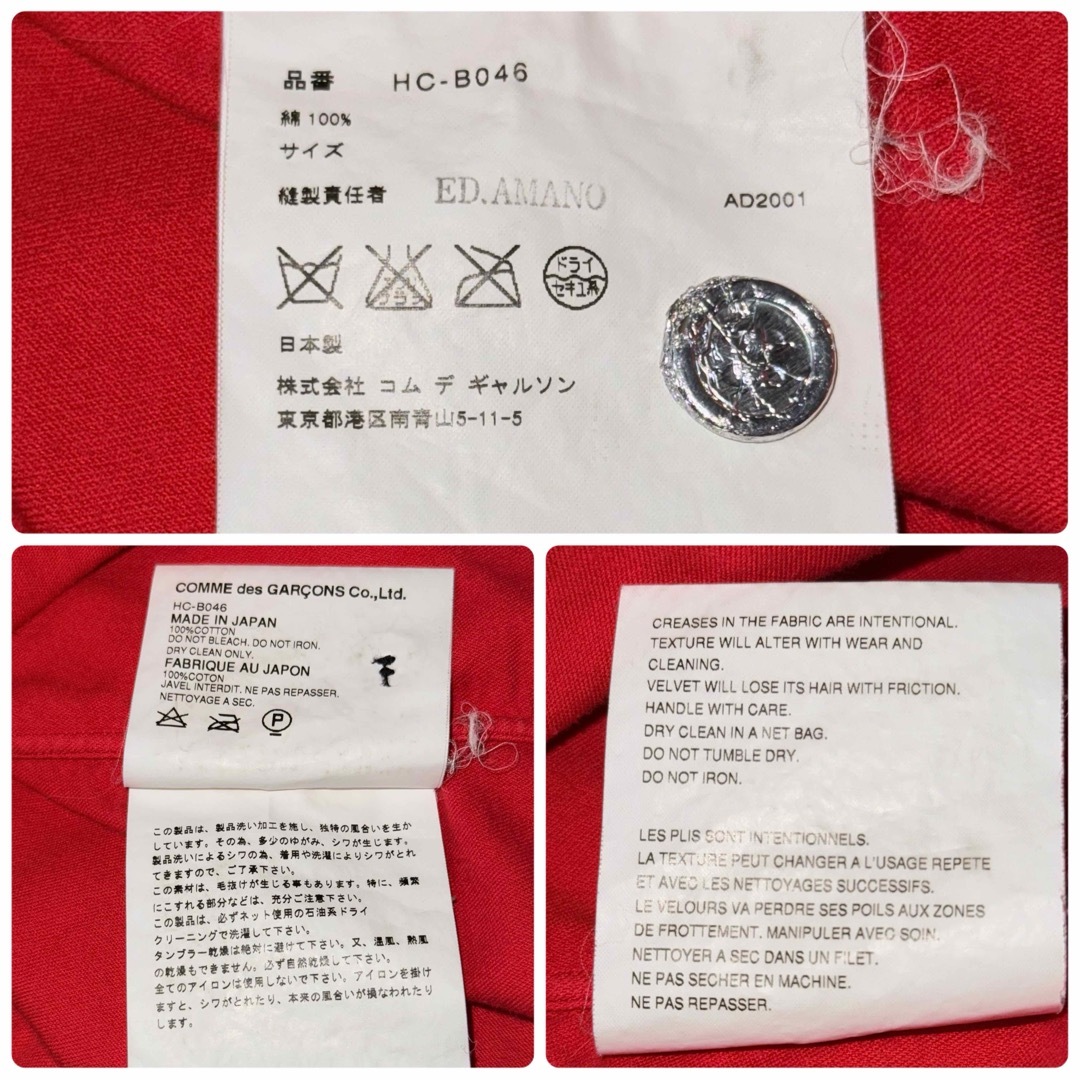 品番 HC-B046
綿 100%
サイズ
縫製責任者 ED.AMANO AD2001
ドライ
セキユ系
日本製
株式会社 コム デ ギャルソン
東京都港区南青山5-11-5
COMME des GARÇONS Co.,Ltd.
HC-B046
MADE IN JAPAN
100%COTTON
DO NOT BLEACH. DO NOT IRON.
DRY CLEAN ONLY.
FABRIQUE AU JAPON
100%COTON
JAVEL INTERDIT. NE PAS REPASSER.
NETTOYAGE A SEC.
P
この製品は、製品洗い加工を施し、独特の風合いを生か
しています。その為、多少のゆがみ、シワが生じます。
製品洗いによるシワの為、着用や洗濯によりシワがとれ
てきますので、ご了承下さい。
この素材は、毛抜けが生じる事もあります。特に、頻繁
にこすれる部分などは、充分ご注意下さい。
この製品は、必ずネット使用の石油系ドライ
クリーニングで洗濯して下さい。
タンブラー乾燥は絶対に避けて下さい。又、温風、熱風
の乾燥もできません。必ず自然乾燥して下さい。
全てのアイロンは使用しないで下さい。アイロンを掛け
ますと、シワがとれたり、本来の風合いが損なわれたり
します。
CREASES IN THE FABRIC ARE INTENTIONAL.
TEXTURE WILL ALTER WITH WEAR AND
CLEANING.
VELVET WILL LOSE ITS HAIR WITH FRICTION.
HANDLE WITH CARE.
DRY CLEAN IN A NET BAG.
DO NOT TUMBLE DRY.
DO NOT IRON.
LES PLIS SONT INTENTIONNELS.
LA TEXTURE PEUT CHANGER A L'USAGE REPETE
ET AVEC LES NETTOYAGES SUCCESSIFS.
LE VELOURS VA PERDRE SES POILS AUX ZONES
DE FROTTEMENT. MANIPULER AVEC SOIN.
NETTOYER A SEC DANS UN FILET.
NE PAS SECHER EN MACHINE.
NE PAS REPASSER.